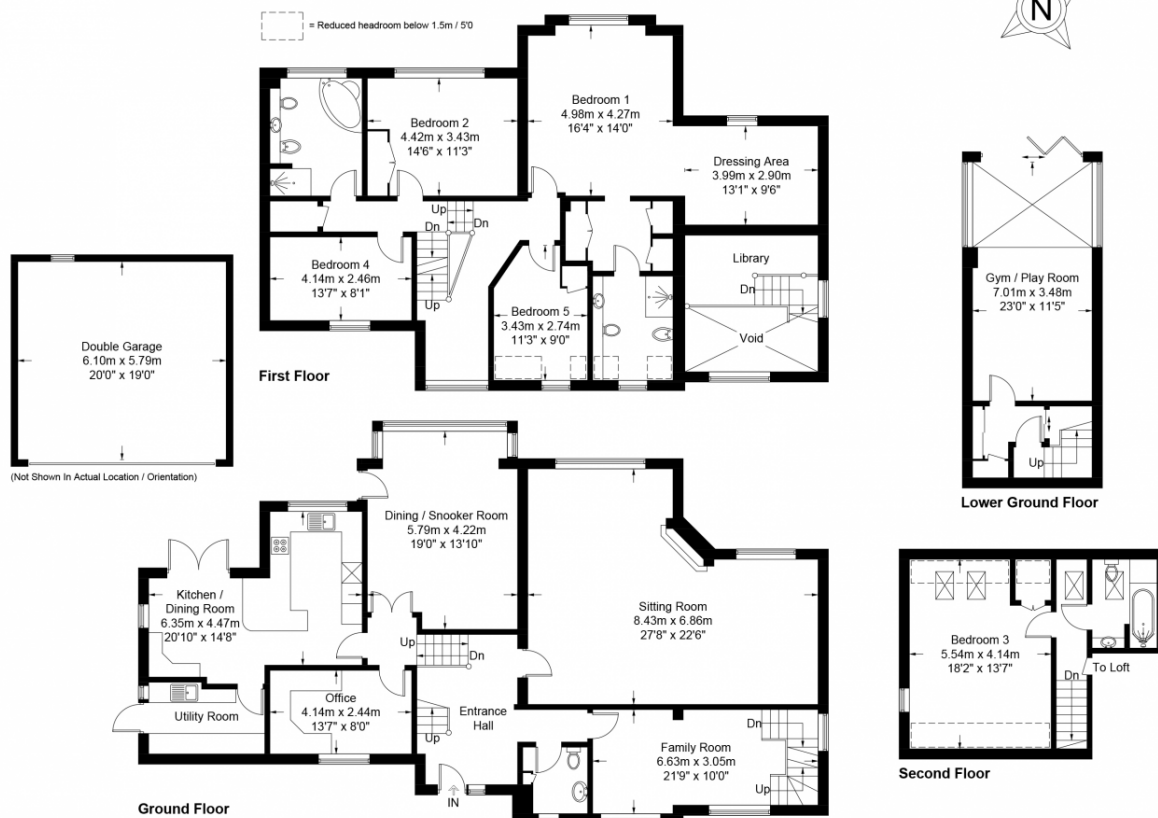 = Reduced headroom below 1.5m / 5'0
N
Bedroom 1
4.98m x 4.27m
16'4" x 14'0"
Bedroom 2
4.42m x 3.43m
14'6" x 11'3"
Dressing Area
3.99m x 2.90m
13'1" x 9'6"
Up
Dn
Dn
Up
Bedroom 4
4.14m x 2.46m
13'7" x 8'1"
Bedroom 5
3.43m x 2.74m
11'3" x 9'0"
Library
Dn
Void
First Floor
Double Garage
6.10m x 5.79m
20'0" x 19'0"
(Not Shown In Actual Location / Orientation)
Gym / Play Room
7.01m x 3.48m
23'0" x 11'5"
Up
Lower Ground Floor
Dining / Snooker Room
5.79m x 4.22m
19'0" x 13'10"
Kitchen /
Dining Room
6.35m x 4.47m
20'10" x 14'8"
Sitting Room
8.43m x 6.86m
27'8" x 22'6"
Up
Dn
Utility Room
Office
4.14m x 2.44m
13'7" x 8'0"
Entrance
Hall
Up
Family Room
6.63m x 3.05m
21'9" x 10'0"
Dn
Up
IN
Ground Floor
Bedroom 3
5.54m x 4.14m
18'2" x 13'7"
Dn
To Loft
Second Floor